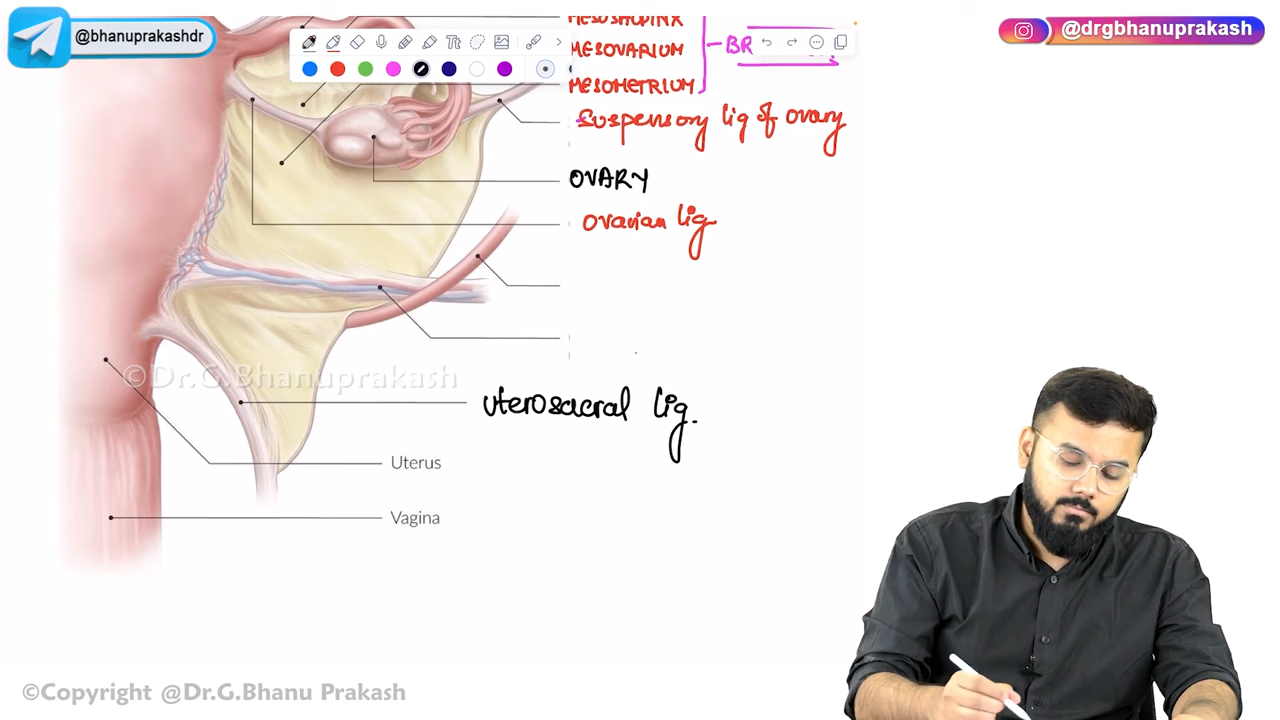 @bhanuprakashdr
@drgbhanuprakash
MESOSALPINX
MESOVARIUM
BR
MESOMETRIUM
Suspensory lig of ovary
OVARY
ovarian lig
©Dr.G.Bhanuprakash
uterosacral lig.
Uterus
Vagina
©Copyright @Dr.G.Bhanu Prakash